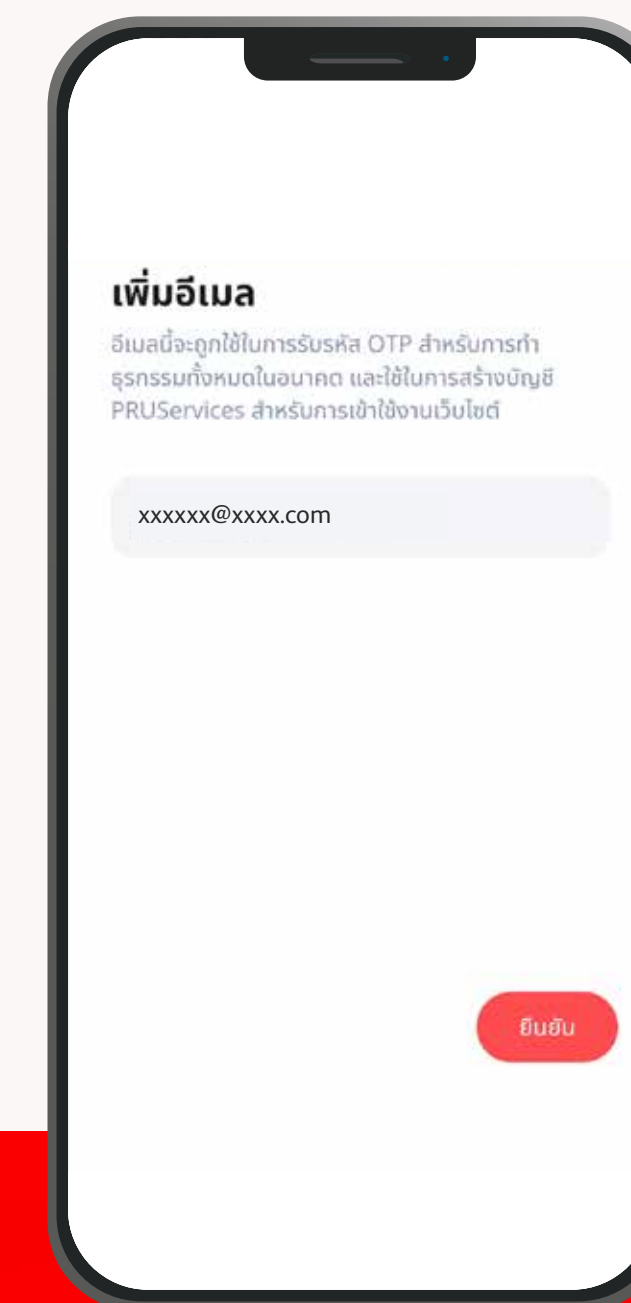 เพิ่มอีเมล
อีเมลนี้จะถูกใช้ในการรับรหัส OTP สำหรับการทำ
ธุรกรรมทั้งหมดในอนาคต และใช้ในการสร้างบัญชี
PRUServices สำหรับการเข้าใช้งานเว็บไซต์
xxxxxx@xxxx.com
ยืนยัน